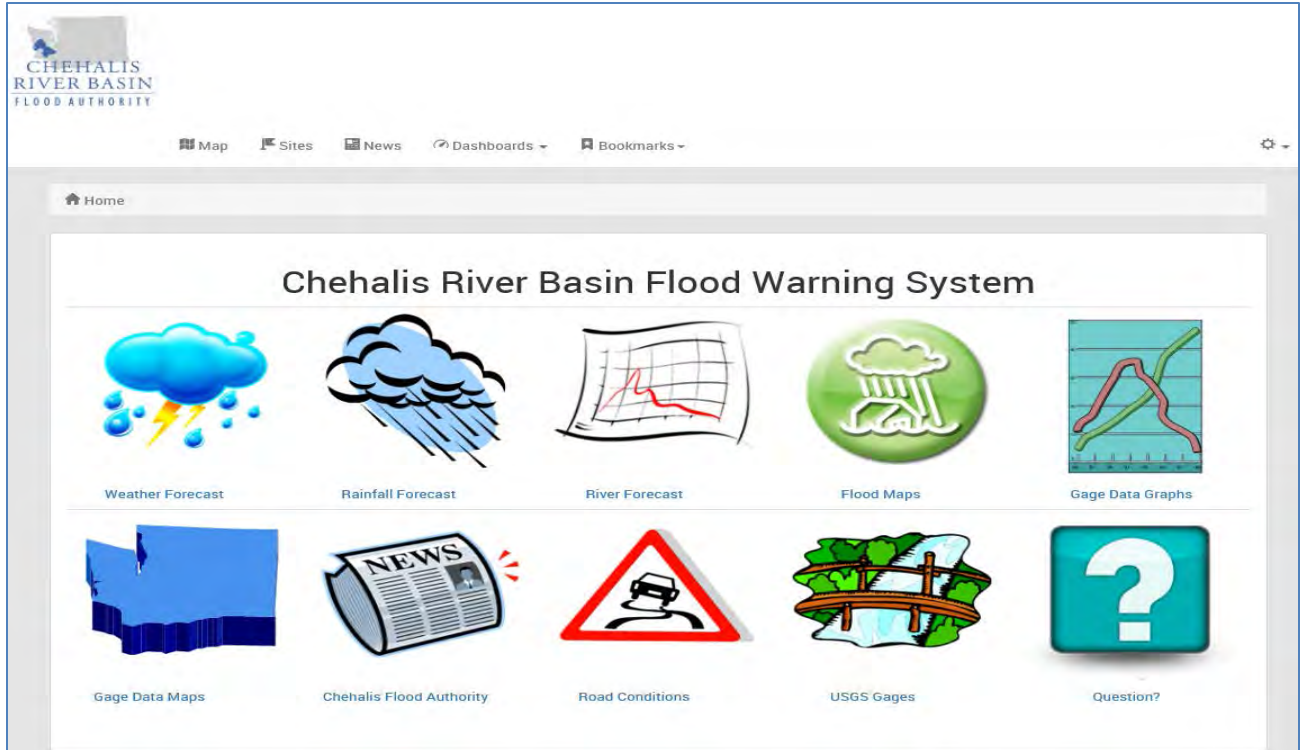 CHEHALIS
RIVER BASIN
FLOOD AUTHORITY
Map Sites News Dashboards Bookmarks
Home
Chehalis River Basin Flood Warning System
Weather Forecast Rainfall Forecast River Forecast Flood Maps Gage Data Graphs
NEWS
?
Gage Data Maps Chehalis Flood Authority Road Conditions USGS Gages Question?